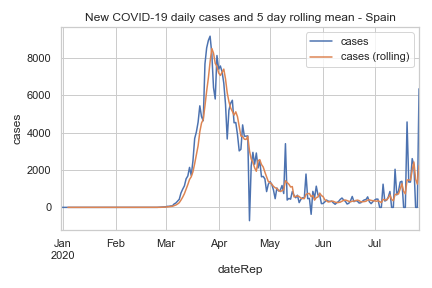 New COVID-19 daily cases and 5 day rolling mean - Spain
cases
cases (rolling)
8000
6000
4000
2000
0
cases
Jan Feb Mar Apr May Jun Jul
2020
dateRep